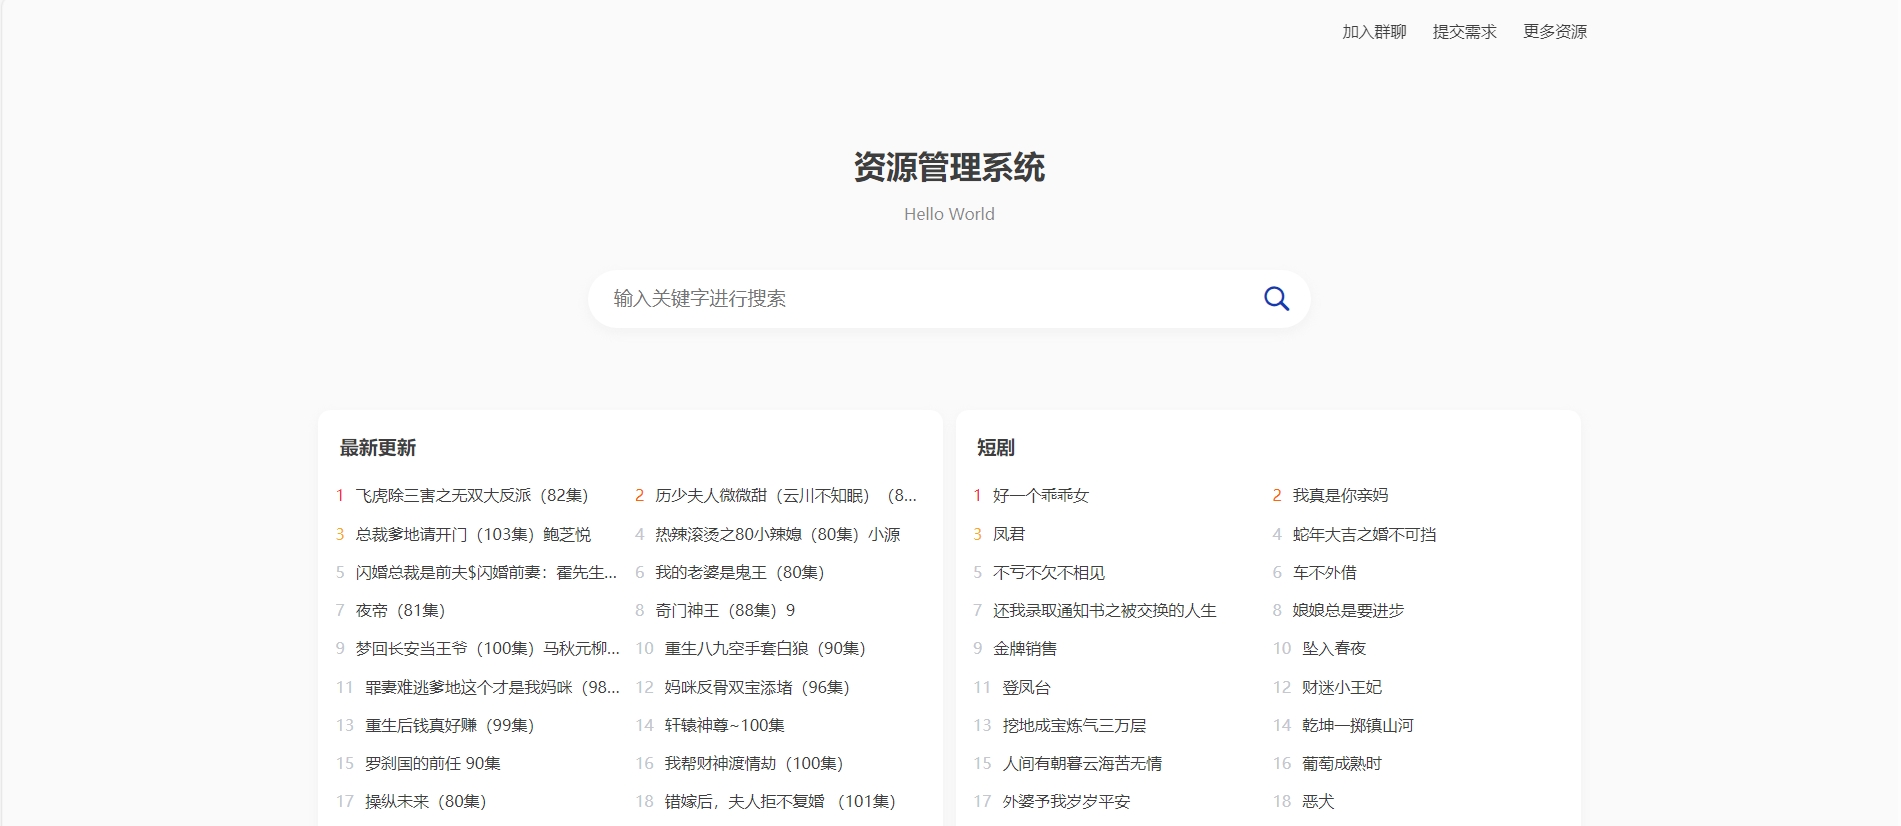 加入群聊 提交需求 更多资源
资源管理系统
Hello World
输入关键字进行搜索
最新更新
1 飞虎除三害之无双大反派（82集）
2 历少夫人微微甜（云川不知眠）（8...
3 总裁爹地请开门（103集）鲍芝悦
4 热辣滚烫之80小辣媳（80集）小源
5 闪婚总裁是前夫$闪婚前妻：霍先生...
6 我的老婆是鬼王（80集）
7 夜帝（81集）
8 奇门神王（88集）9
9 梦回长安当王爷（100集）马秋元柳...
10 重生八九空手套白狼（90集）
11 罪妻难逃爹地这个才是我妈咪（98...
12 妈咪反骨双宝添堵（96集）
13 重生后钱真好赚（99集）
14 轩辕神尊~100集
15 罗刹国的前任 90集
16 我帮财神渡情劫（100集）
17 操纵未来（80集）
18 错嫁后，夫人拒不复婚 （101集）
短剧
1 好一个乖乖女
2 我真是你亲妈
3 凤君
4 蛇年大吉之婚不可挡
5 不亏不欠不相见
6 车不外借
7 还我录取通知书之被交换的人生
8 娘娘总是要进步
9 金牌销售
10 坠入春夜
11 登凤台
12 财迷小王妃
13 挖地成宝炼气三万层
14 乾坤一掷镇山河
15 人间有朝暮云海苦无情
16 葡萄成熟时
17 外婆予我岁岁平安
18 恶犬